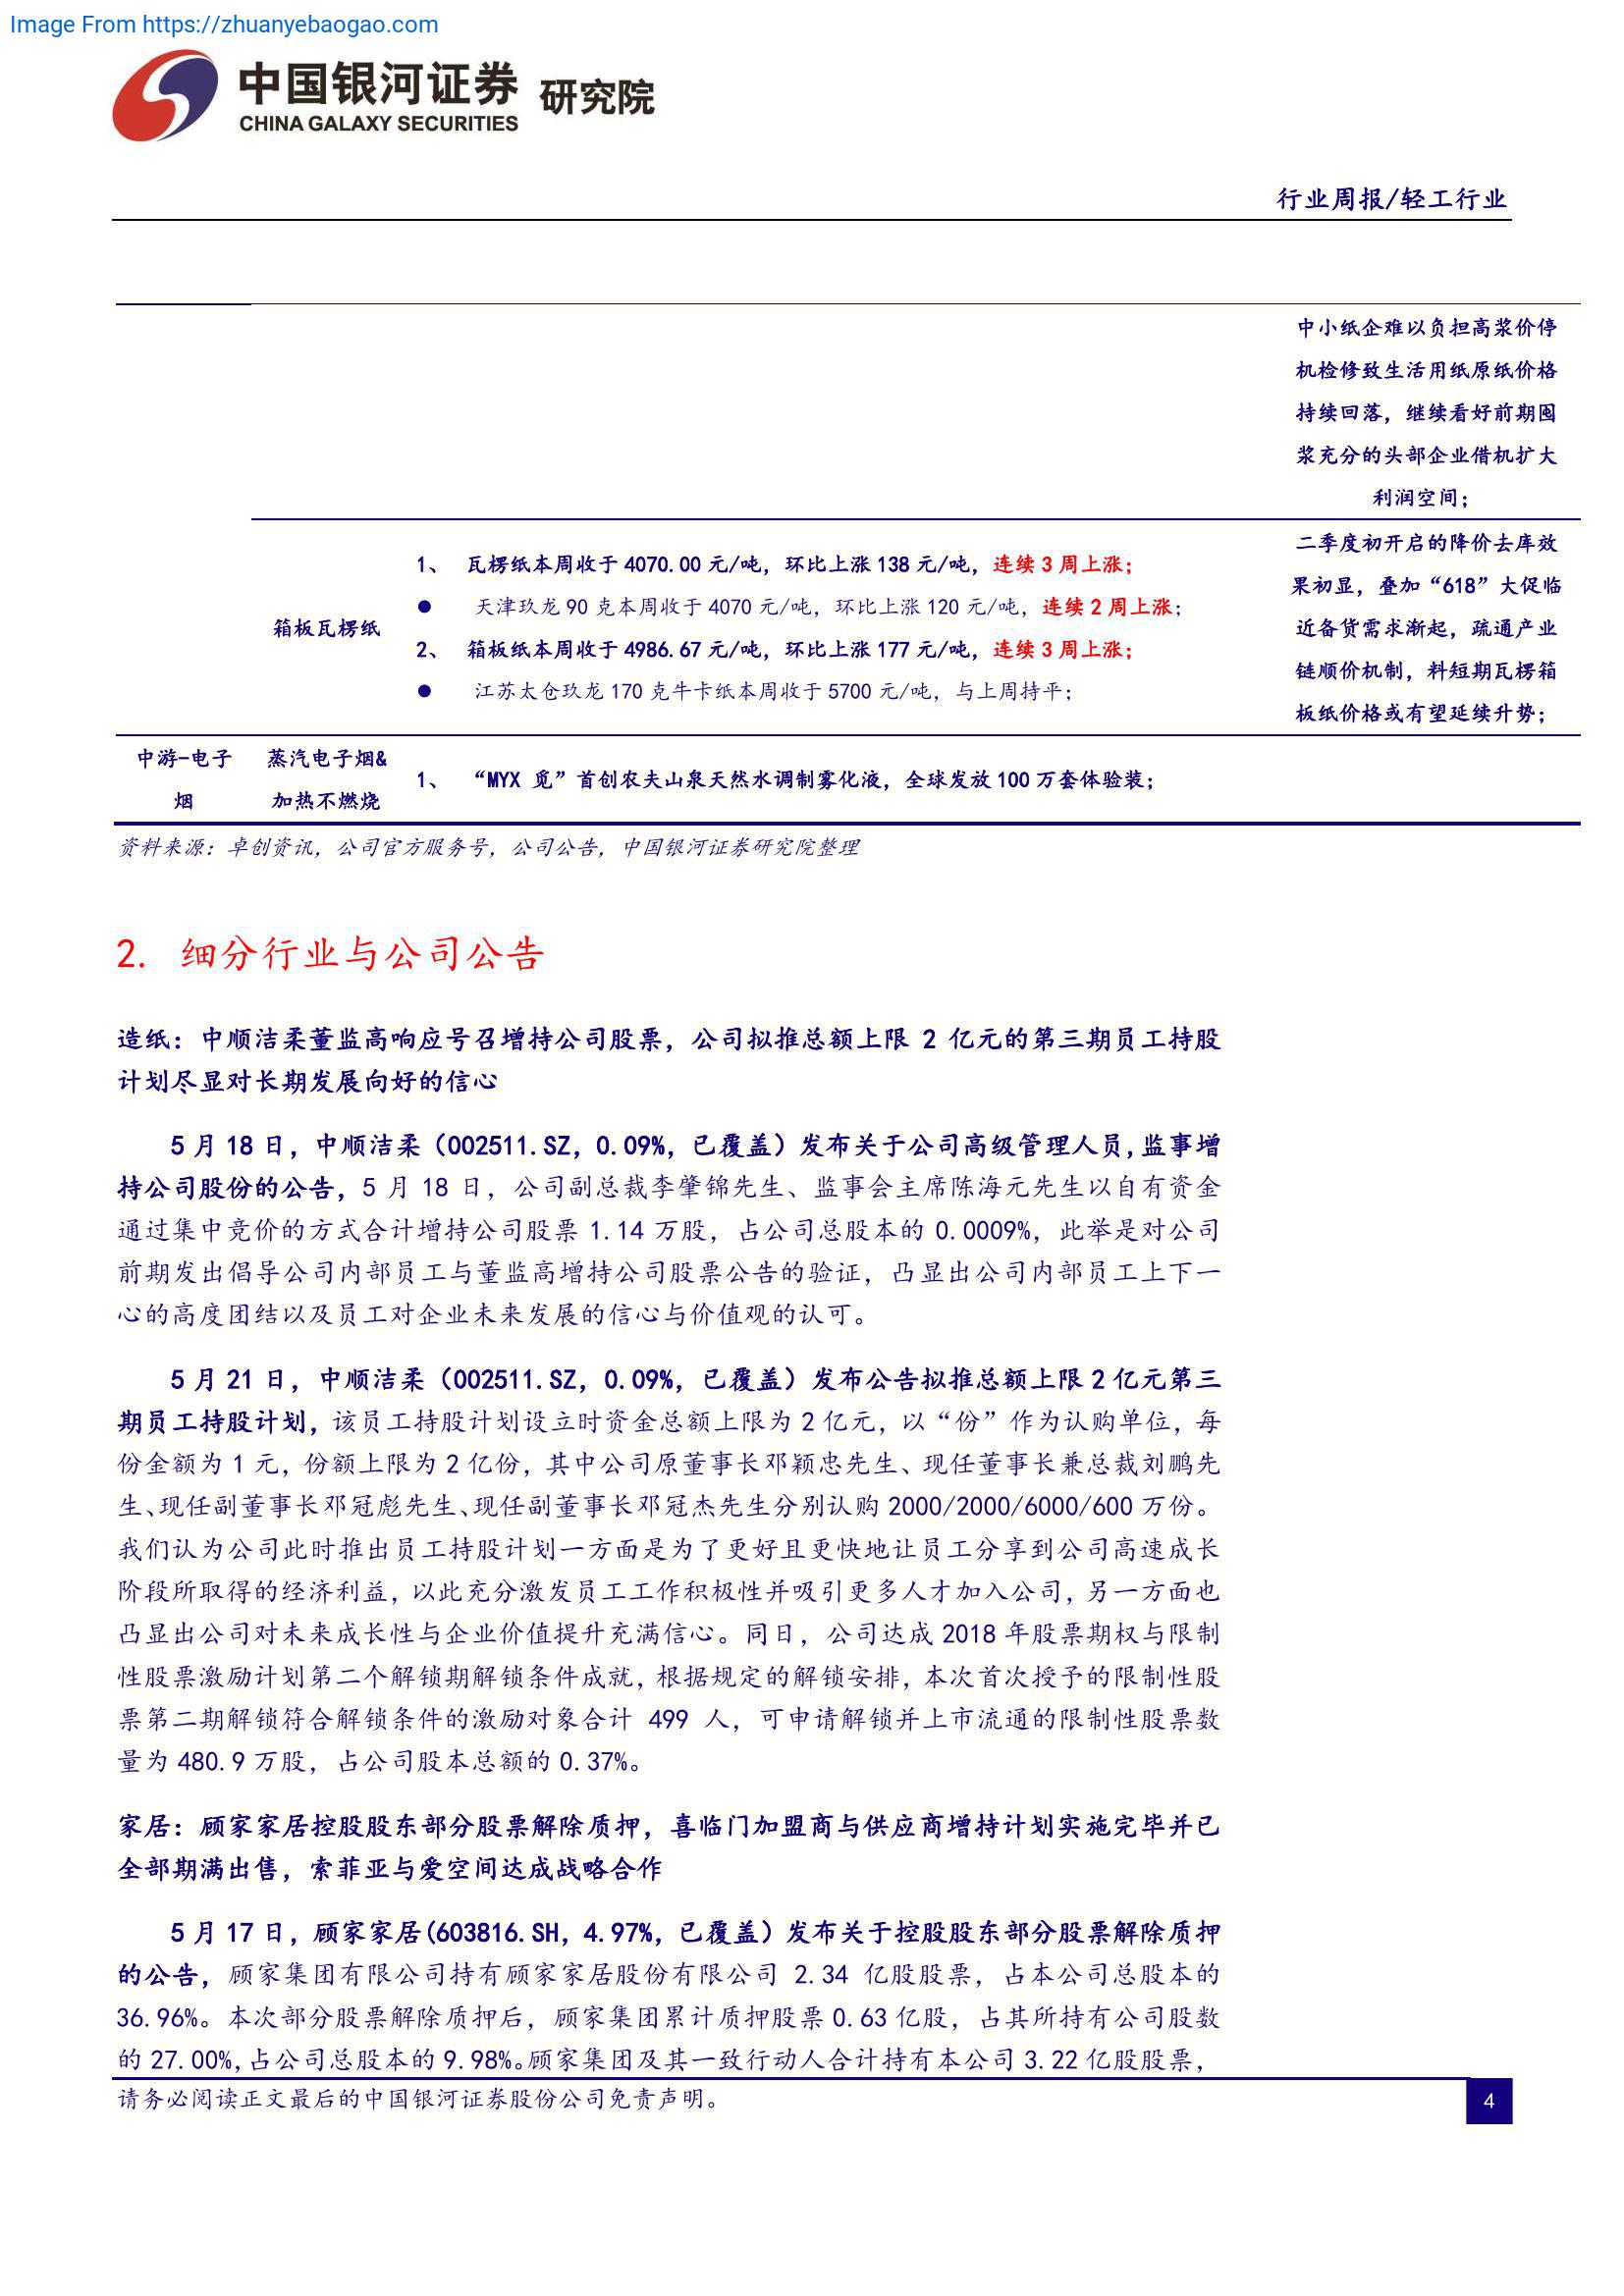 Image From https://zhuanyebaogao.com
中国银河证券 研究院
CHINA GALAXY SECURITIES
行业周报/轻工行业
中小纸企难以负担高浆价停
机检修致生活用纸原纸价格
持续回落，继续看好前期囤
浆充分的头部企业借机扩大
利润空间；
箱板瓦楞纸
1、 瓦楞纸本周收于 4070.00 元/吨，环比上涨 138 元/吨，连续 3 周上涨；
● 天津玖龙 90 克本周收于 4070 元/吨，环比上涨 120 元/吨，连续 2 周上涨；
2、 箱板纸本周收于 4986.67 元/吨，环比上涨 177 元/吨，连续 3 周上涨；
● 江苏太仓玖龙 170 克牛卡纸本周收于 5700 元/吨，与上周持平；
二季度初开启的降价去库效
果初显，叠加“618”大促临
近备货需求渐起，疏通产业
链顺价机制，料短期瓦楞箱
板纸价格或有望延续升势；
中游-电子
烟
蒸汽电子烟&
加热不燃烧
1、 “MYX 觅”首创农夫山泉天然水调制雾化液，全球发放 100 万套体验装；
资料来源：卓创资讯，公司官方服务号，公司公告，中国银河证券研究院整理
2. 细分行业与公司公告
造纸：中顺洁柔董监高响应号召增持公司股票，公司拟推总额上限 2 亿元的第三期员工持股
计划尽显对长期发展向好的信心
5 月 18 日，中顺洁柔（002511.SZ，0.09%，已覆盖）发布关于公司高级管理人员,监事增
持公司股份的公告，5 月 18 日，公司副总裁李肇锦先生、监事会主席陈海元先生以自有资金
通过集中竞价的方式合计增持公司股票 1.14 万股，占公司总股本的 0.0009%，此举是对公司
前期发出倡导公司内部员工与董监高增持公司股票公告的验证，凸显出公司内部员工上下一
心的高度团结以及员工对企业未来发展的信心与价值观的认可。
5 月 21 日，中顺洁柔（002511.SZ，0.09%，已覆盖）发布公告拟推总额上限 2 亿元第三
期员工持股计划，该员工持股计划设立时资金总额上限为 2 亿元，以“份”作为认购单位，每
份金额为 1 元，份额上限为 2 亿份，其中公司原董事长邓颖忠先生、现任董事长兼总裁刘鹏先
生、现任副董事长邓冠彪先生、现任副董事长邓冠杰先生分别认购 2000/2000/6000/600 万份。
我们认为公司此时推出员工持股计划一方面是为了更好且更快地让员工分享到公司高速成长
阶段所取得的经济利益，以此充分激发员工工作积极性并吸引更多人才加入公司，另一方面也
凸显出公司对未来成长性与企业价值提升充满信心。同日，公司达成 2018 年股票期权与限制
性股票激励计划第二个解锁期解锁条件成就，根据规定的解锁安排，本次首次授予的限制性股
票第二期解锁符合解锁条件的激励对象合计 499 人，可申请解锁并上市流通的限制性股票数
量为 480.9 万股，占公司股本总额的 0.37%。
家居：顾家家居控股股东部分股票解除质押，喜临门加盟商与供应商增持计划实施完毕并已
全部期满出售，索菲亚与爱空间达成战略合作
5 月 17 日，顾家家居(603816.SH，4.97%，已覆盖）发布关于控股股东部分股票解除质押
的公告，顾家集团有限公司持有顾家家居股份有限公司 2.34 亿股股票，占本公司总股本的
36.96%。本次部分股票解除质押后，顾家集团累计质押股票 0.63 亿股，占其所持有公司股数
的 27.00%,占公司总股本的 9.98%。顾家集团及其一致行动人合计持有本公司 3.22 亿股股票，
请务必阅读正文最后的中国银河证券股份公司免责声明。
4